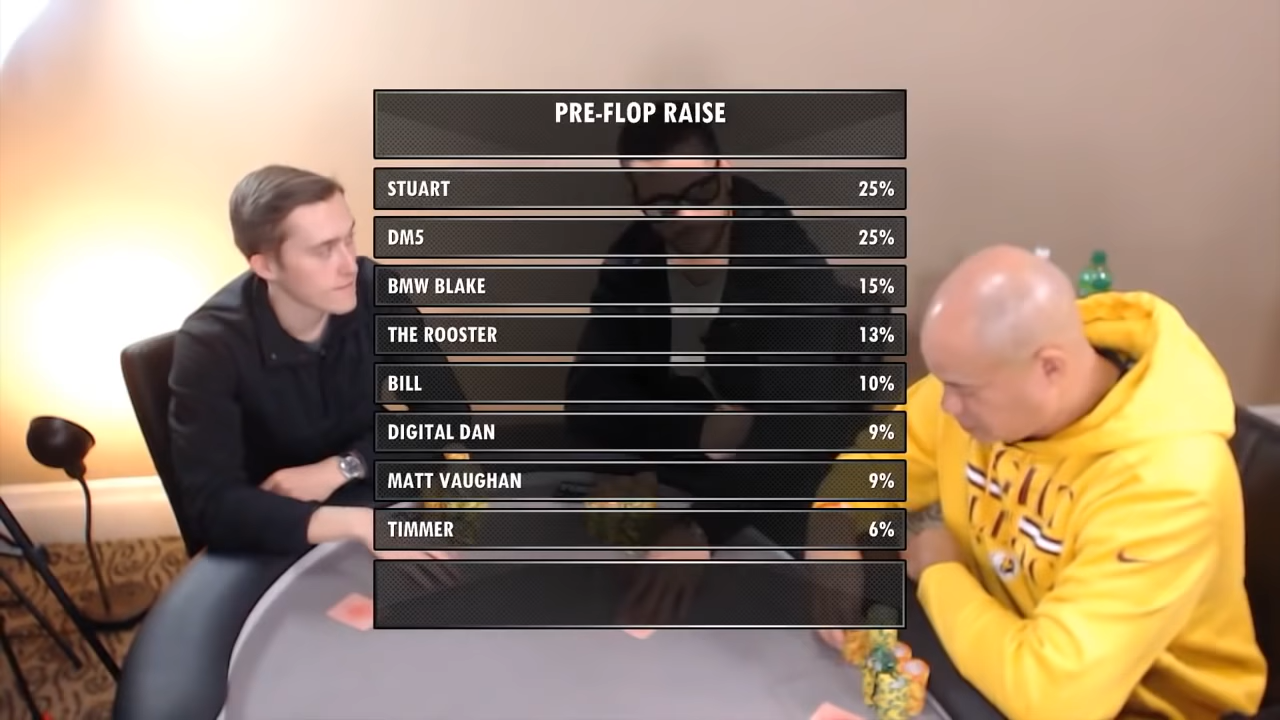 PRE-FLOP RAISE
STUART 25%
DM5 25%
BMW BLAKE 15%
THE ROOSTER 13%
BILL 10%
DIGITAL DAN 9%
MATT VAUGHAN 9%
TIMMER 6%